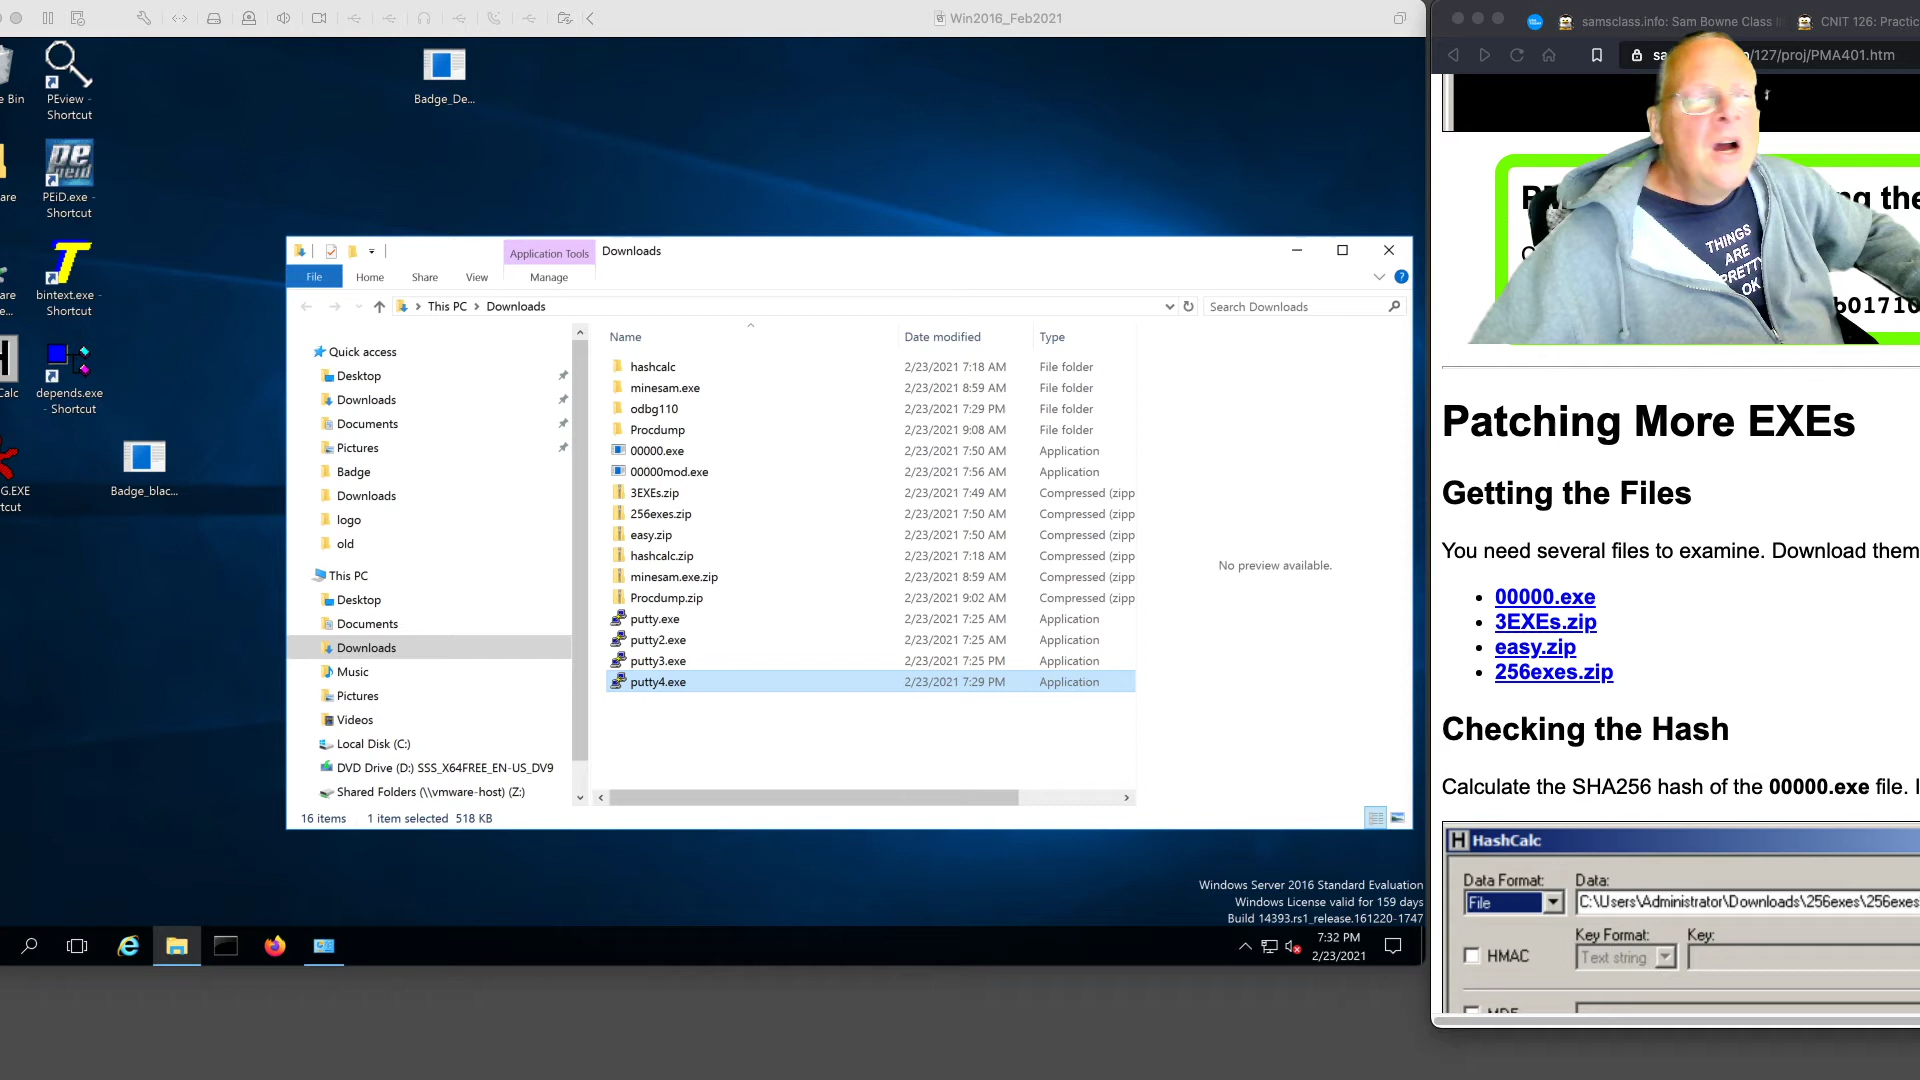 Win2016_Feb2021
samsclass.info: Sam Bowne Class
CNIT 126: Practic
/127/proj/PMA401.htm
e Bin
PEview -
Shortcut
Badge_De...
are
PEiD.exe -
Shortcut
are
e...
bintext.exe -
Shortcut
Calc
depends.exe
- Shortcut
G.EXE
tcut
Badge_blac...
Application Tools
Downloads
File
Home
Share
View
Manage
This PC
Downloads
Search Downloads
Name
Date modified
Type
Quick access
Desktop
Downloads
Documents
Pictures
Badge
Downloads
logo
old
This PC
Desktop
Documents
Downloads
Music
Pictures
Videos
Local Disk (C:)
DVD Drive (D:) SSS_X64FREE_EN-US_DV9
Shared Folders (\\vmware-host) (Z:)
hashcalc 2/23/2021 7:18 AM File folder
minesam.exe 2/23/2021 8:59 AM File folder
odbg110 2/23/2021 7:29 PM File folder
Procdump 2/23/2021 9:08 AM File folder
00000.exe 2/23/2021 7:50 AM Application
00000mod.exe 2/23/2021 7:56 AM Application
3EXEs.zip 2/23/2021 7:49 AM Compressed (zipp
256exes.zip 2/23/2021 7:50 AM Compressed (zipp
easy.zip 2/23/2021 7:50 AM Compressed (zipp
hashcalc.zip 2/23/2021 7:18 AM Compressed (zipp
minesam.exe.zip 2/23/2021 8:59 AM Compressed (zipp
Procdump.zip 2/23/2021 9:02 AM Compressed (zipp
putty.exe 2/23/2021 7:25 AM Application
putty2.exe 2/23/2021 7:25 AM Application
putty3.exe 2/23/2021 7:25 PM Application
putty4.exe 2/23/2021 7:29 PM Application
No preview available.
16 items 1 item selected 518 KB
Windows Server 2016 Standard Evaluation
Windows License valid for 159 days
Build 14393.rs1_release.161220-1747
7:32 PM
2/23/2021
g the
THINGS
ARE
PRETTY
OK
b01710
Patching More EXEs
Getting the Files
You need several files to examine. Download them
00000.exe
3EXEs.zip
easy.zip
256exes.zip
Checking the Hash
Calculate the SHA256 hash of the 00000.exe file. I
HashCalc
Data Format:
Data:
File
C:\Users\Administrator\Downloads\256exes\256exes
Key Format:
Key:
HMAC
Text string